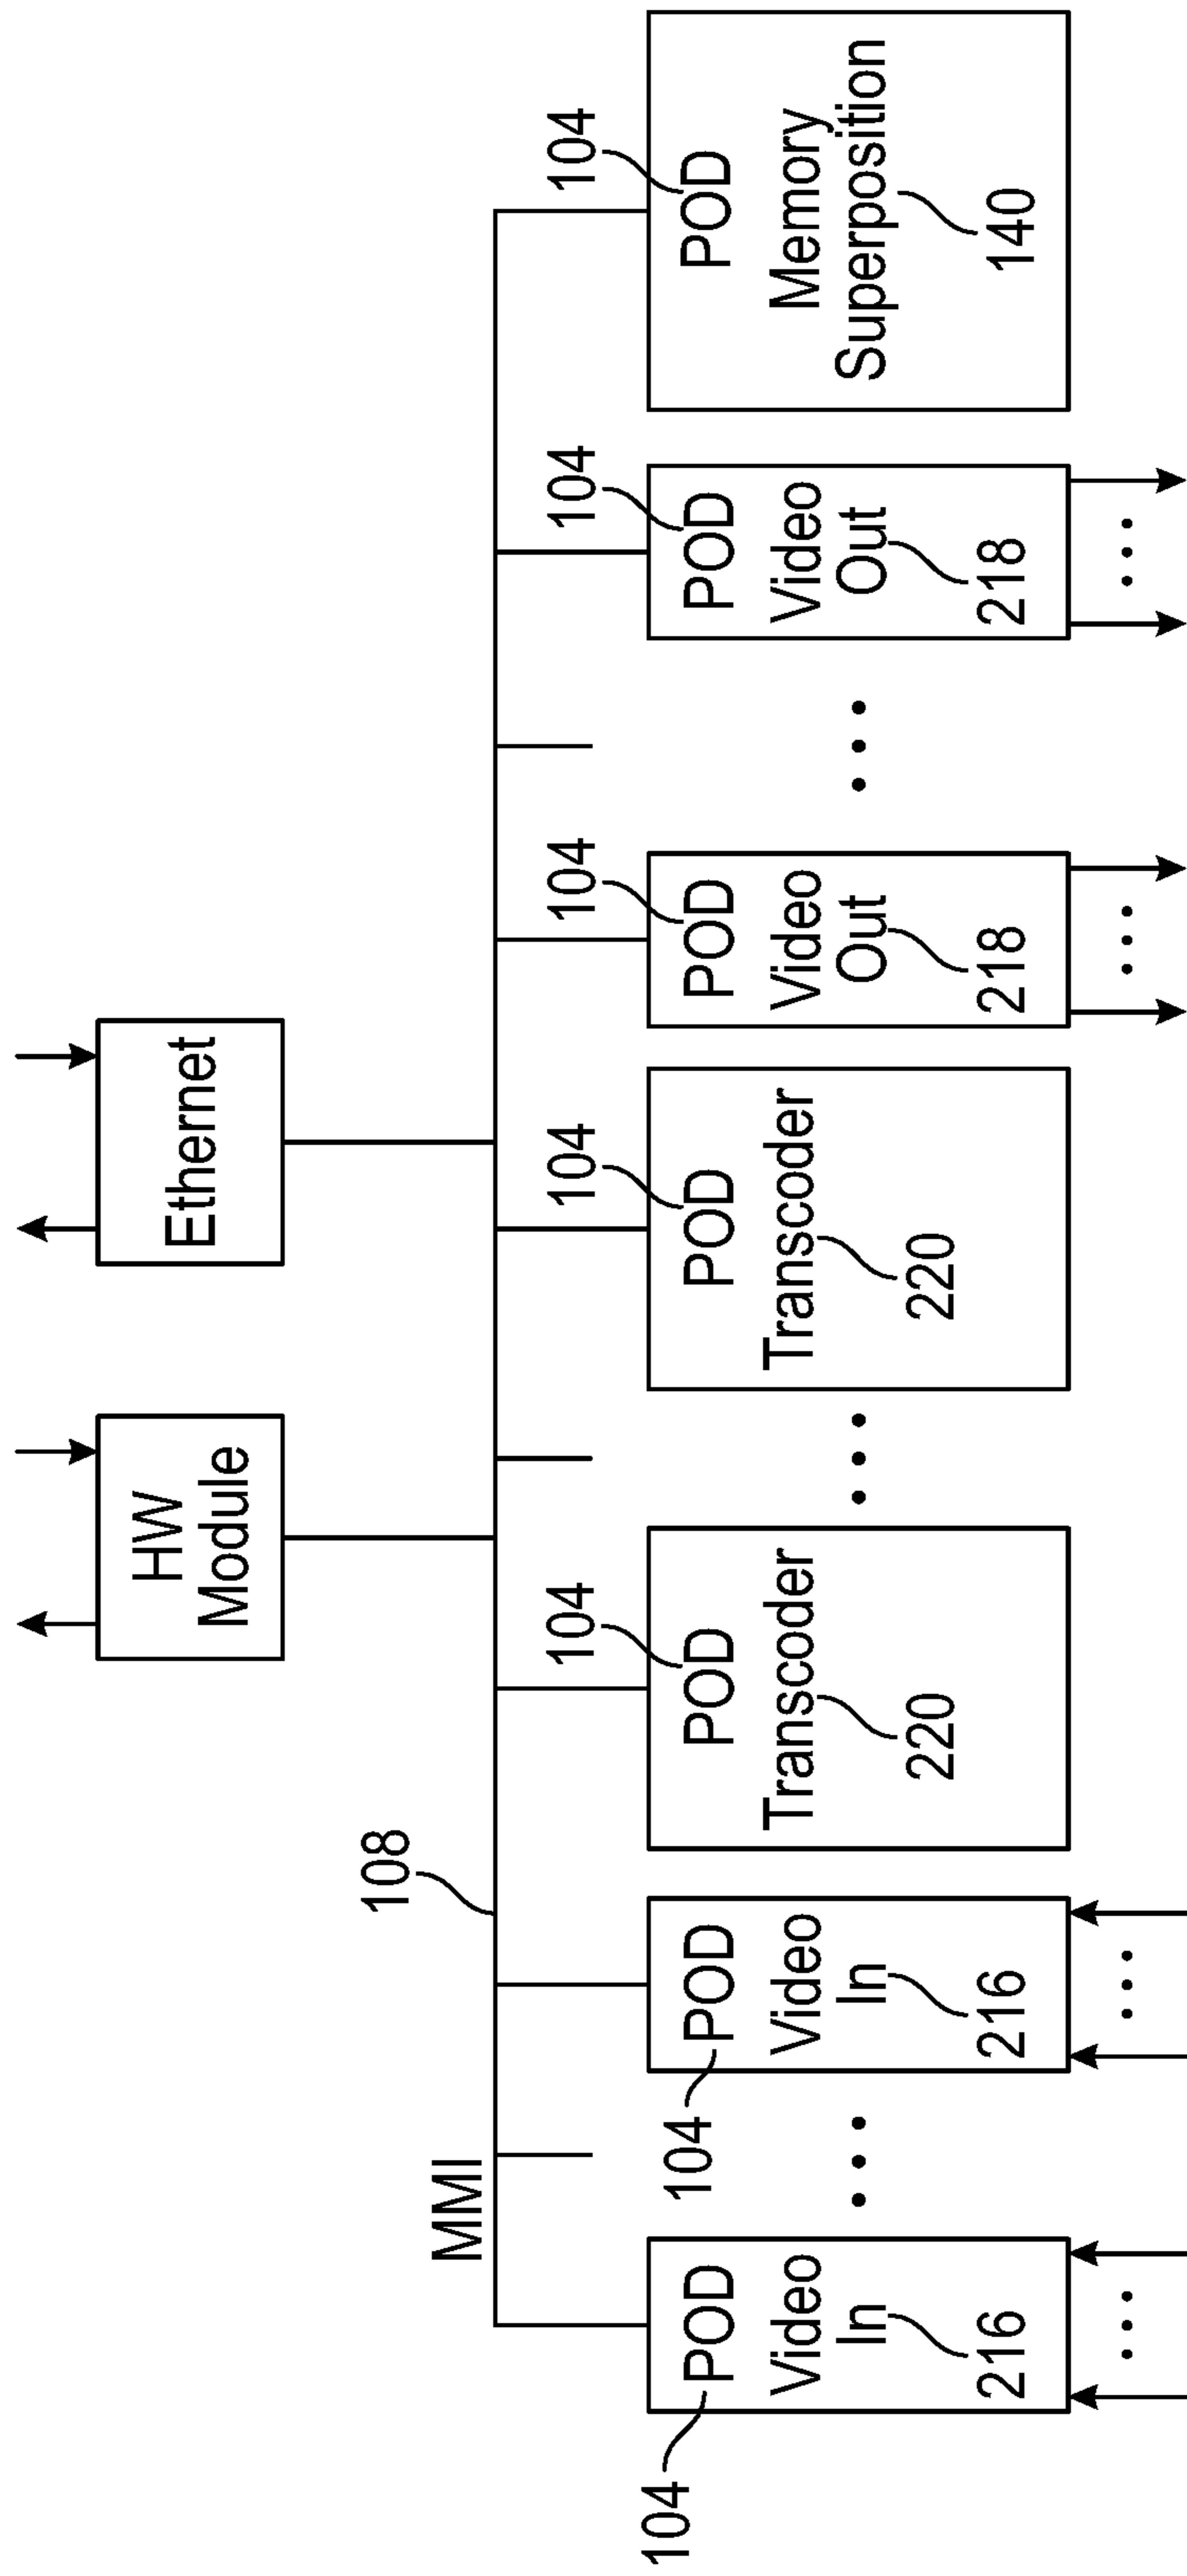 HW
Module
Ethernet
MMI
108
104
POD
Video
In
216
104
POD
Video
In
216
104
POD
Transcoder
220
104
POD
Transcoder
220
104
POD
Video
Out
218
104
POD
Video
Out
218
104
POD
Memory
Superposition
140